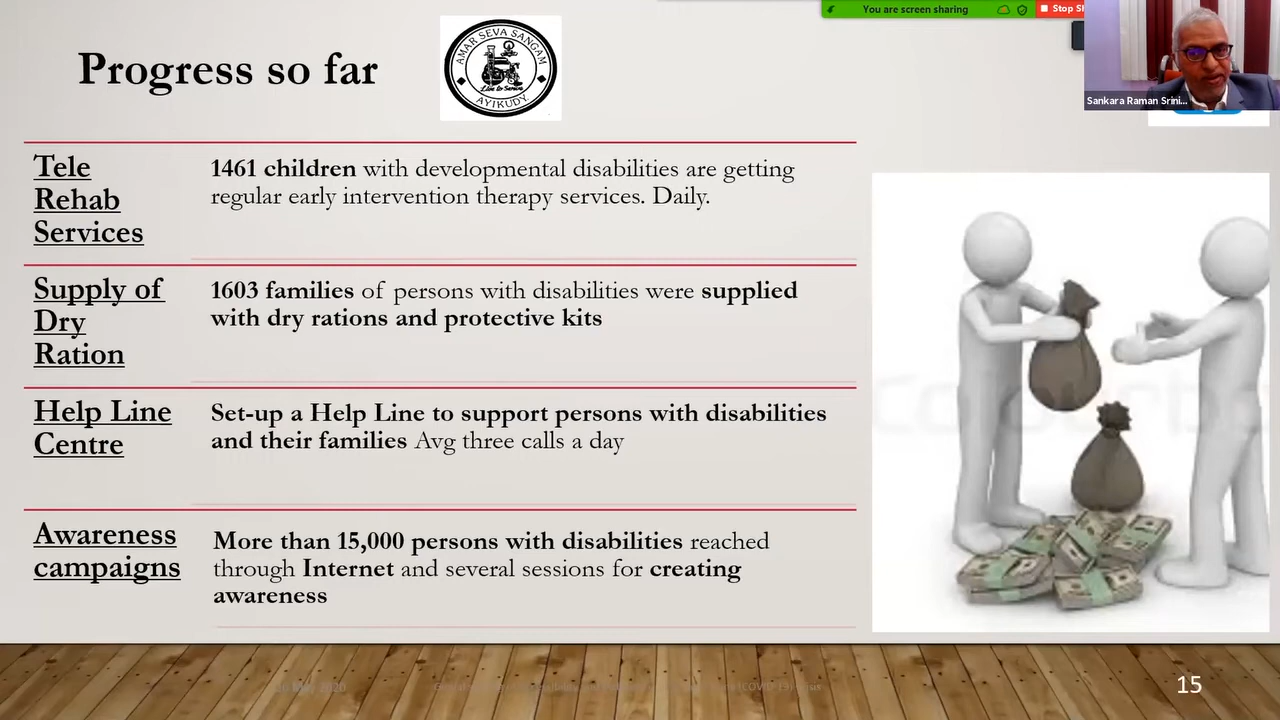 You are screen sharing
Stop Sh
Progress so far
AMAR SEVA SANGAM
AYIKUDY
Sankara Raman Srini...
Tele
Rehab
Services
1461 children with developmental disabilities are getting
regular early intervention therapy services. Daily.
Supply of
Dry
Ration
1603 families of persons with disabilities were supplied
with dry rations and protective kits
Help Line
Centre
Set-up a Help Line to support persons with disabilities
and their families Avg three calls a day
Awareness
campaigns
More than 15,000 persons with disabilities reached
through Internet and several sessions for creating
awareness
2020
15